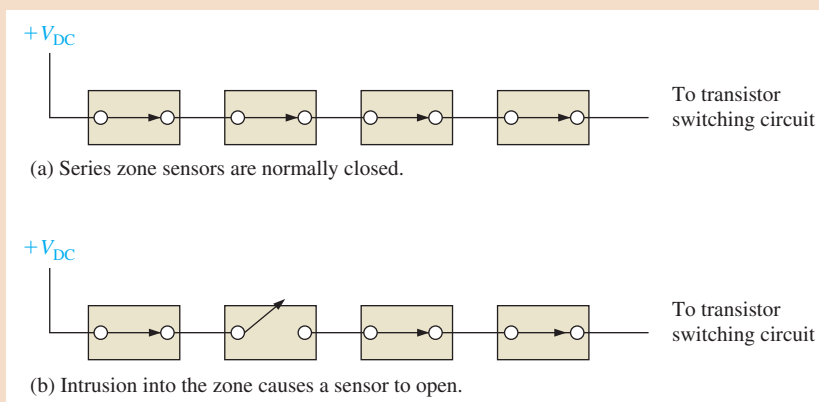 +V_DC
To transistor
switching circuit
(a) Series zone sensors are normally closed.
+V_DC
To transistor
switching circuit
(b) Intrusion into the zone causes a sensor to open.